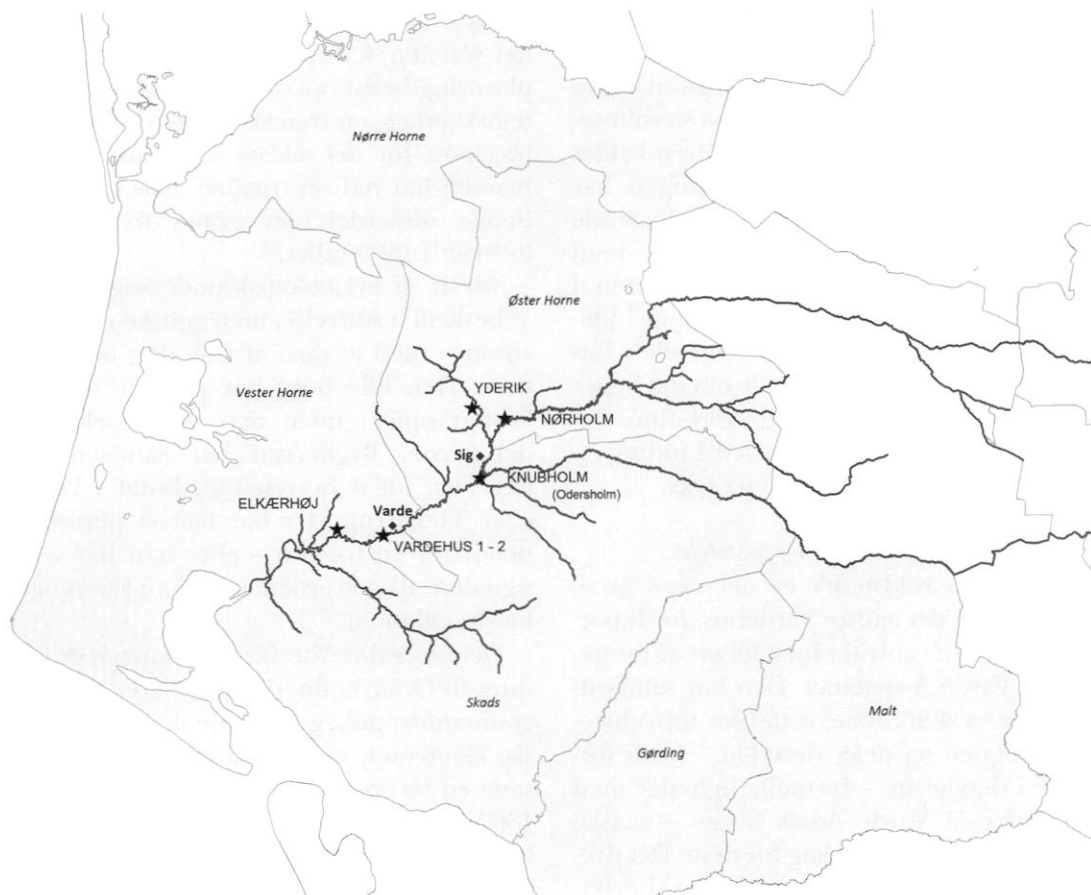 Nørre Horne
Øster Horne
Vester Horne
YDERIK
NØRHOLM
Sig
KNUBHOLM
(Odersholm)
ELKÆRHØJ
Varde
VARDEHUS 1 - 2
Skads
Malt
Gørding